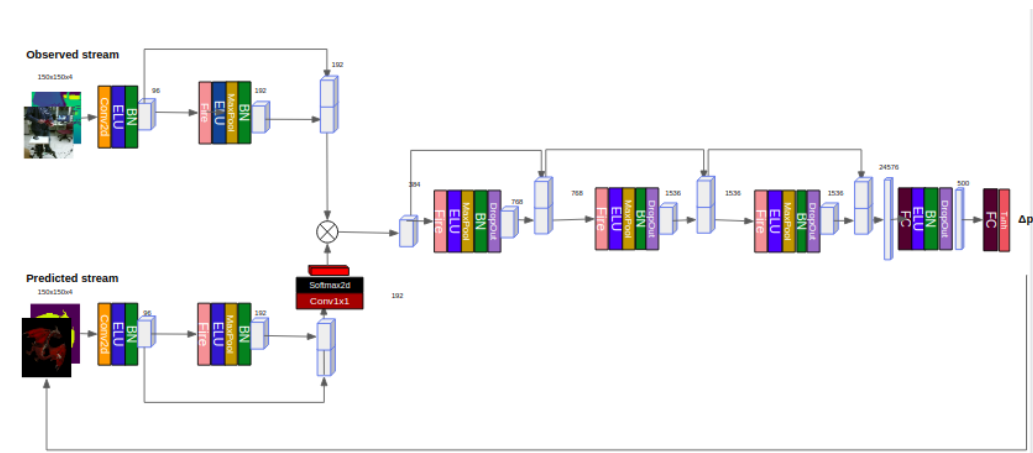 Observed stream
150x150x4
Conv2d
ELU
BN
96
Fire
ELU
MaxPool
BN
192
192
Predicted stream
150x150x4
Conv2d
ELU
BN
96
Fire
ELU
MaxPool
BN
192
Softmax2d
Conv1x1
192
384
Fire
ELU
MaxPool
BN
DropOut
768
768
Fire
ELU
MaxPool
BN
DropOut
1536
1536
Fire
ELU
MaxPool
BN
DropOut
1536
24576
FC
ELU
BN
DropOut
500
FC
Tanh
Δp